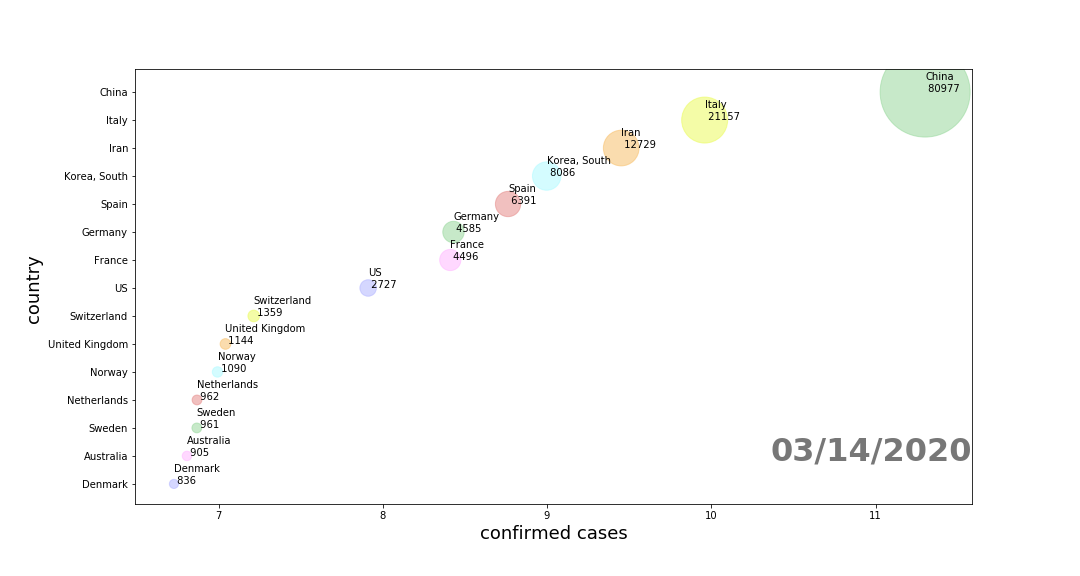 China
China
80977
Italy
Italy
21157
Iran
Iran
12729
Korea, South
Korea, South
8086
Spain
Spain
6391
Germany
Germany
4585
France
France
4496
US
US
2727
Switzerland
Switzerland
1359
United Kingdom
United Kingdom
1144
Norway
Norway
1090
Netherlands
Netherlands
962
Sweden
Sweden
961
Australia
Australia
905
Denmark
Denmark
836
03/14/2020
country
7 8 9 10 11
confirmed cases